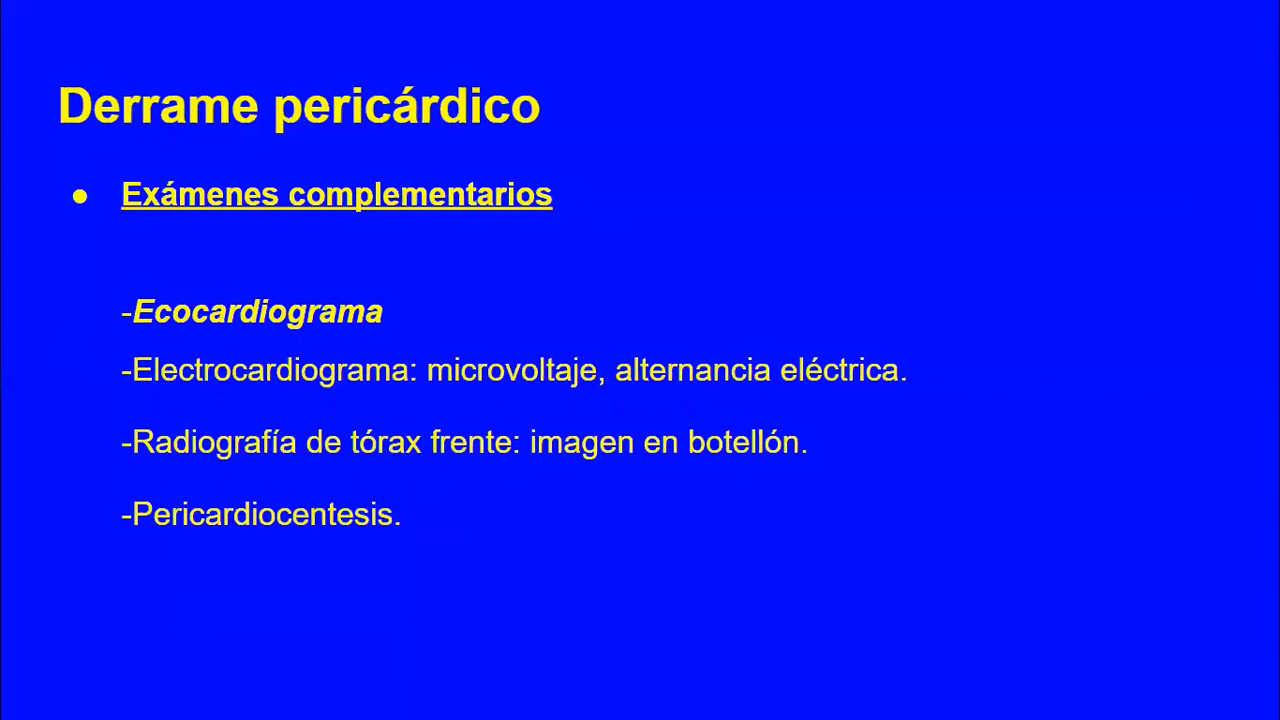 Derrame pericárdico
● Exámenes complementarios
-Ecocardiograma
-Electrocardiograma: microvoltaje, alternancia eléctrica.
-Radiografía de tórax frente: imagen en botellón.
-Pericardiocentesis.